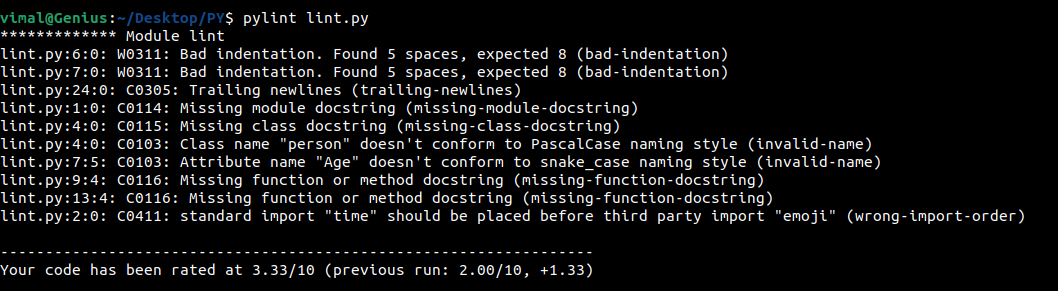 vimal@Genius:~/Desktop/PY$ pylint lint.py
************* Module lint
lint.py:6:0: W0311: Bad indentation. Found 5 spaces, expected 8 (bad-indentation)
lint.py:7:0: W0311: Bad indentation. Found 5 spaces, expected 8 (bad-indentation)
lint.py:24:0: C0305: Trailing newlines (trailing-newlines)
lint.py:1:0: C0114: Missing module docstring (missing-module-docstring)
lint.py:4:0: C0115: Missing class docstring (missing-class-docstring)
lint.py:4:0: C0103: Class name "person" doesn't conform to PascalCase naming style (invalid-name)
lint.py:7:5: C0103: Attribute name "Age" doesn't conform to snake_case naming style (invalid-name)
lint.py:9:4: C0116: Missing function or method docstring (missing-function-docstring)
lint.py:13:4: C0116: Missing function or method docstring (missing-function-docstring)
lint.py:2:0: C0411: standard import "time" should be placed before third party import "emoji" (wrong-import-order)
------------------------------------------------------------------
Your code has been rated at 3.33/10 (previous run: 2.00/10, +1.33)